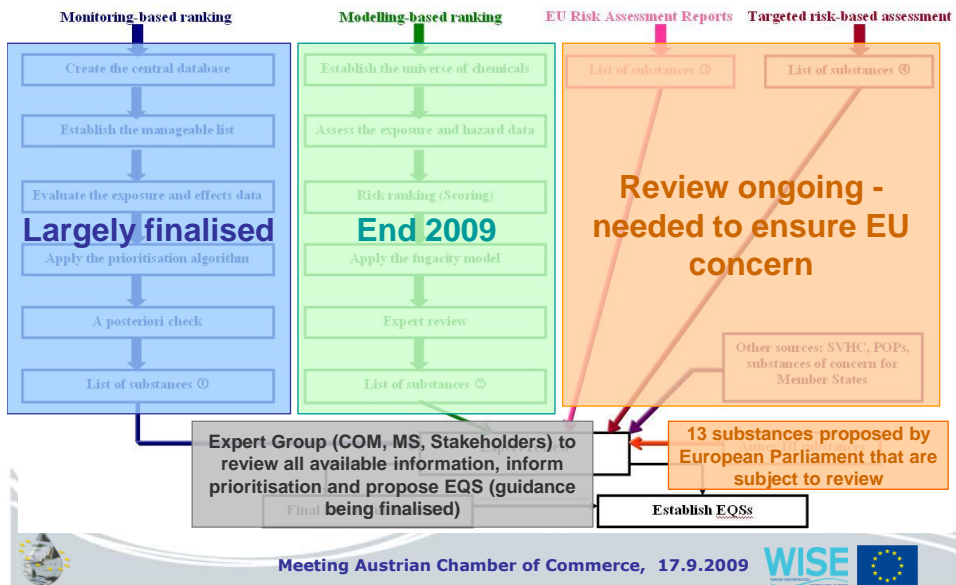 Monitoring-based ranking
Modelling-based ranking
EU Risk Assessment Reports
Targeted risk-based assessment
Create the central database
Establish the manageable list
Evaluate the exposure and effects data
Largely finalised
Apply the prioritisation algorithm
A posteriori check
List of substances ①
Establish the universe of chemicals
Assess the exposure and hazard data
Risk ranking (Scoring)
End 2009
Apply the fugacity model
Expert review
List of substances ②
List of substances ③
List of substances ④
Review ongoing -
needed to ensure EU
concern
Other sources: SVHC, POPs,
substances of concern for
Member States
Expert Group (COM, MS, Stakeholders) to
review all available information, inform
prioritisation and propose EQS (guidance
being finalised)
Final
13 substances proposed by
European Parliament that are
subject to review
Establish EQSs
Meeting Austrian Chamber of Commerce, 17.9.2009
WISE